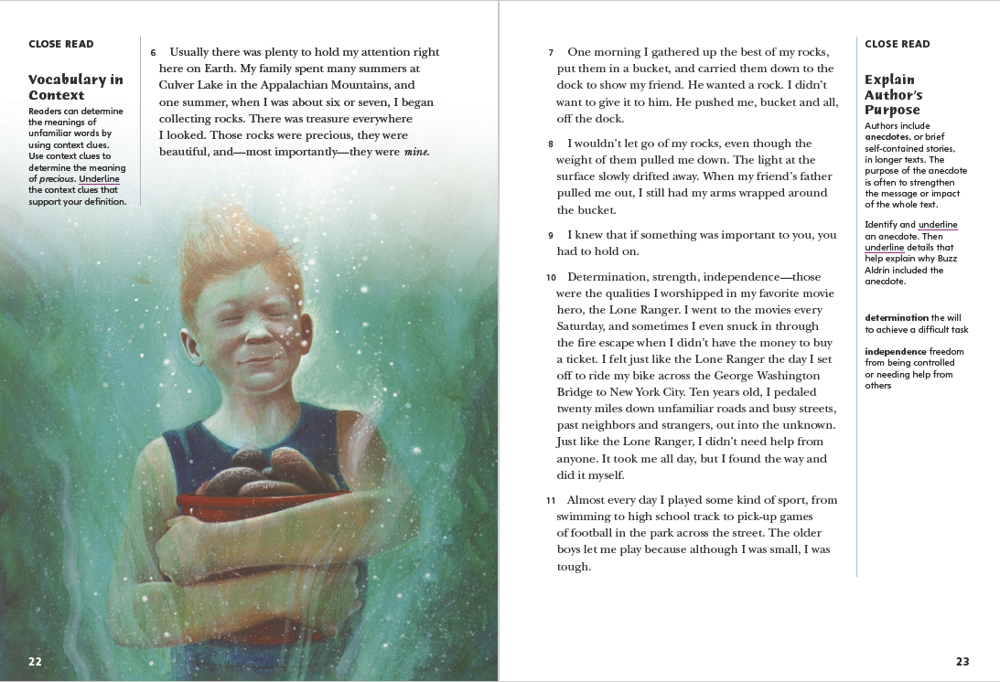 CLOSE READ
Vocabulary in
Context
Readers can determine
the meanings of
unfamiliar words by
using context clues.
Use context clues to
determine the meaning
of precious. Underline
the context clues that
support your definition.
6 Usually there was plenty to hold my attention right
here on Earth. My family spent many summers at
Culver Lake in the Appalachian Mountains, and
one summer, when I was about six or seven, I began
collecting rocks. There was treasure everywhere
I looked. Those rocks were precious, they were
beautiful, and—most importantly—they were mine.
22
7 One morning I gathered up the best of my rocks,
put them in a bucket, and carried them down to the
dock to show my friend. He wanted a rock. I didn't
want to give it to him. He pushed me, bucket and all,
off the dock.
8 I wouldn't let go of my rocks, even though the
weight of them pulled me down. The light at the
surface slowly drifted away. When my friend's father
pulled me out, I still had my arms wrapped around
the bucket.
9 I knew that if something was important to you, you
had to hold on.
10 Determination, strength, independence—those
were the qualities I worshipped in my favorite movie
hero, the Lone Ranger. I went to the movies every
Saturday, and sometimes I even snuck in through
the fire escape when I didn't have the money to buy
a ticket. I felt just like the Lone Ranger the day I set
off to ride my bike across the George Washington
Bridge to New York City. Ten years old, I pedaled
twenty miles down unfamiliar roads and busy streets,
past neighbors and strangers, out into the unknown.
Just like the Lone Ranger, I didn't need help from
anyone. It took me all day, but I found the way and
did it myself.
11 Almost every day I played some kind of sport, from
swimming to high school track to pick-up games
of football in the park across the street. The older
boys let me play because although I was small, I was
tough.
CLOSE READ
Explain
Author's
Purpose
Authors include
anecdotes, or brief
self-contained stories,
in longer texts. The
purpose of the anecdote
is often to strengthen
the message or impact
of the whole text.
Identify and underline
an anecdote. Then
underline details that
help explain why Buzz
Aldrin included the
anecdote.
determination the will
to achieve a difficult task
independence freedom
from being controlled
or needing help from
others
23